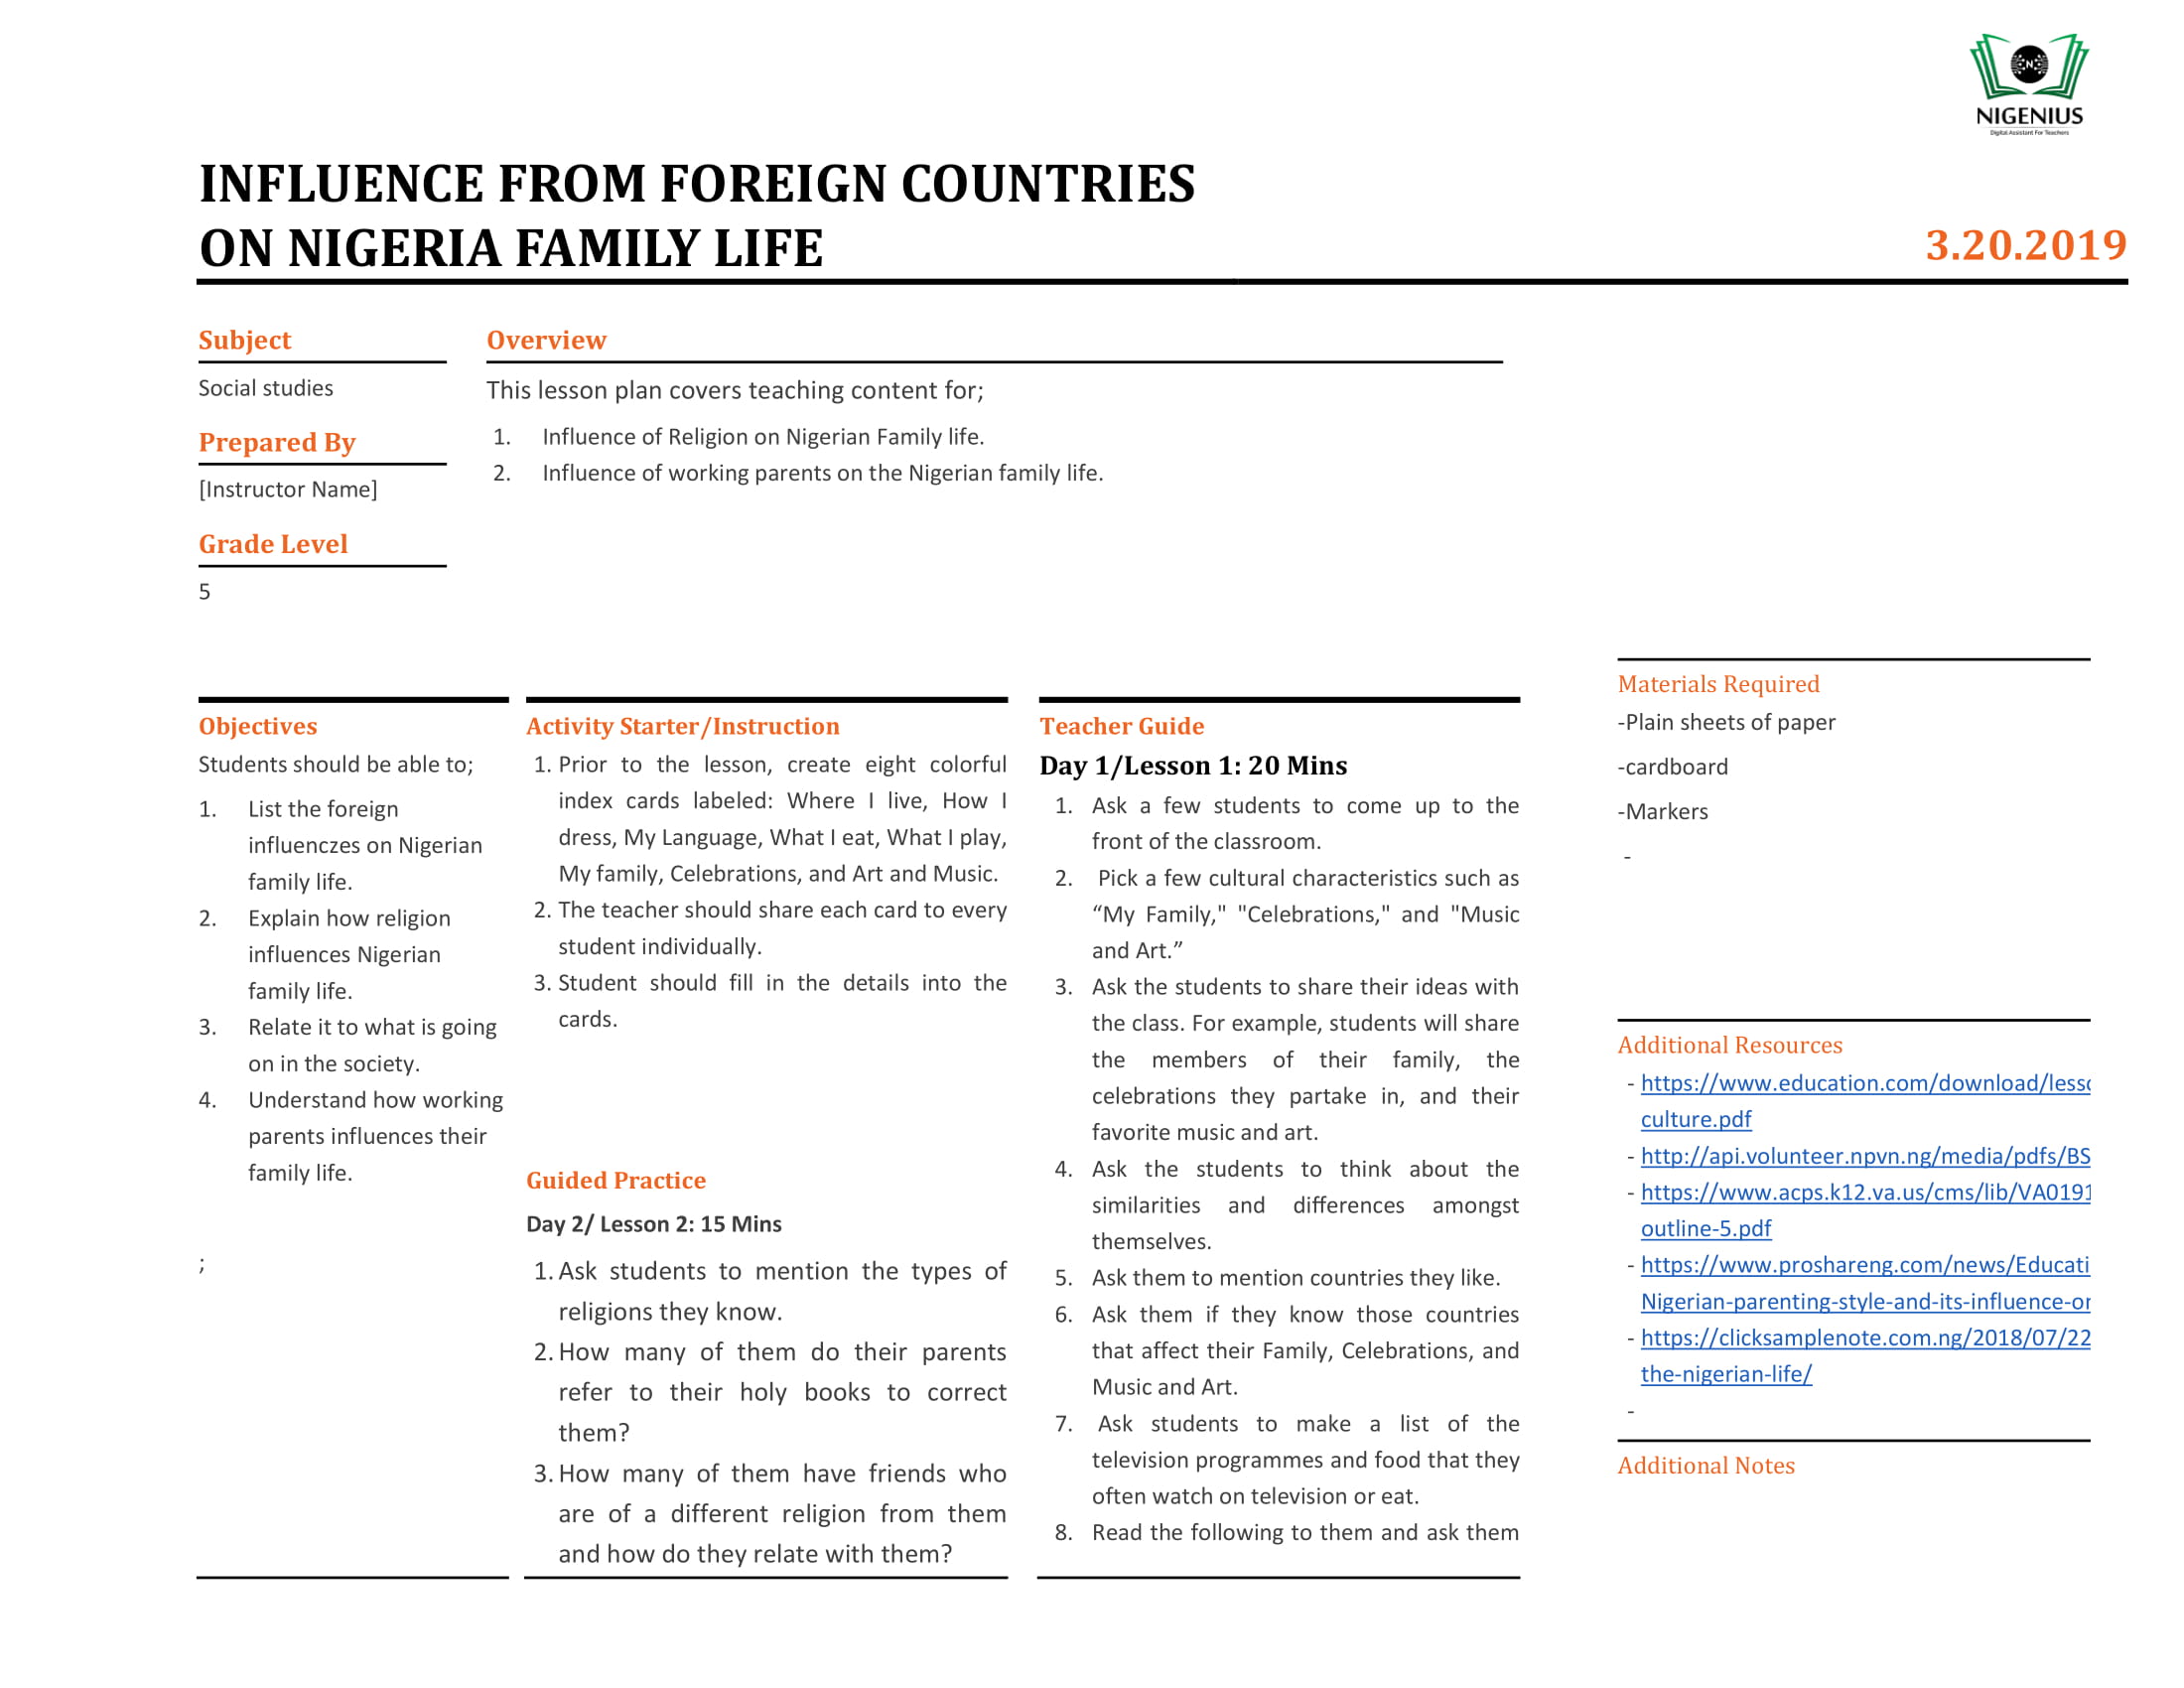 NIGENIUS
Digital Assistant For Teachers
INFLUENCE FROM FOREIGN COUNTRIES
ON NIGERIA FAMILY LIFE
3.20.2019
Subject
Social studies
Prepared By
[Instructor Name]
Grade Level
5
Overview
This lesson plan covers teaching content for;
1. Influence of Religion on Nigerian Family life.
2. Influence of working parents on the Nigerian family life.
Objectives
Students should be able to;
1. List the foreign
influenczes on Nigerian
family life.
2. Explain how religion
influences Nigerian
family life.
3. Relate it to what is going
on in the society.
4. Understand how working
parents influences their
family life.
;
Activity Starter/Instruction
1. Prior to the lesson, create eight colorful
index cards labeled: Where I live, How I
dress, My Language, What I eat, What I play,
My family, Celebrations, and Art and Music.
2. The teacher should share each card to every
student individually.
3. Student should fill in the details into the
cards.
Guided Practice
Day 2/ Lesson 2: 15 Mins
1. Ask students to mention the types of
religions they know.
2. How many of them do their parents
refer to their holy books to correct
them?
3. How many of them have friends who
are of a different religion from them
and how do they relate with them?
Teacher Guide
Day 1/Lesson 1: 20 Mins
1. Ask a few students to come up to the
front of the classroom.
2. Pick a few cultural characteristics such as
“My Family," "Celebrations," and "Music
and Art.”
3. Ask the students to share their ideas with
the class. For example, students will share
the members of their family, the
celebrations they partake in, and their
favorite music and art.
4. Ask the students to think about the
similarities and differences amongst
themselves.
5. Ask them to mention countries they like.
6. Ask them if they know those countries
that affect their Family, Celebrations, and
Music and Art.
7. Ask students to make a list of the
television programmes and food that they
often watch on television or eat.
8. Read the following to them and ask them
Materials Required
-Plain sheets of paper
-cardboard
-Markers
-
Additional Resources
- https://www.education.com/download/lesso
culture.pdf
- http://api.volunteer.npvn.ng/media/pdfs/BS
- https://www.acps.k12.va.us/cms/lib/VA0191
outline-5.pdf
- https://www.proshareng.com/news/Educati
Nigerian-parenting-style-and-its-influence-or
- https://clicksamplenote.com.ng/2018/07/22
the-nigerian-life/
-
Additional Notes